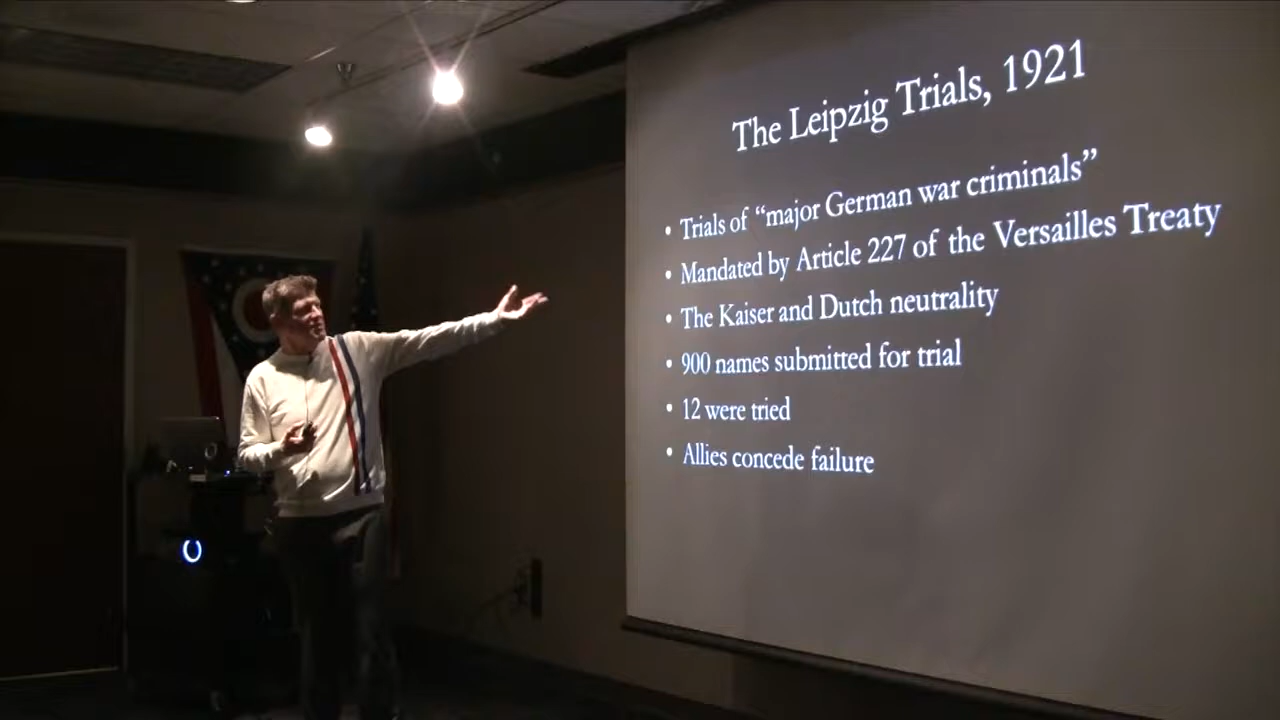 The Leipzig Trials, 1921
• Trials of “major German war criminals”
• Mandated by Article 227 of the Versailles Treaty
• The Kaiser and Dutch neutrality
• 900 names submitted for trial
• 12 were tried
• Allies concede failure